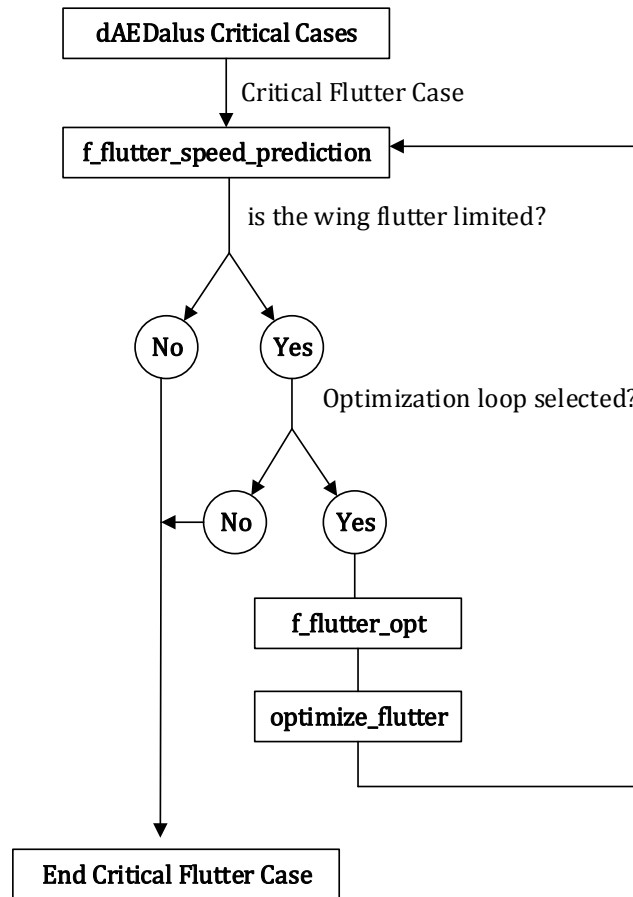 dAEDalus Critical Cases
Critical Flutter Case
f_flutter_speed_prediction
is the wing flutter limited?
No
Yes
Optimization loop selected?
No
Yes
f_flutter_opt
optimize_flutter
End Critical Flutter Case